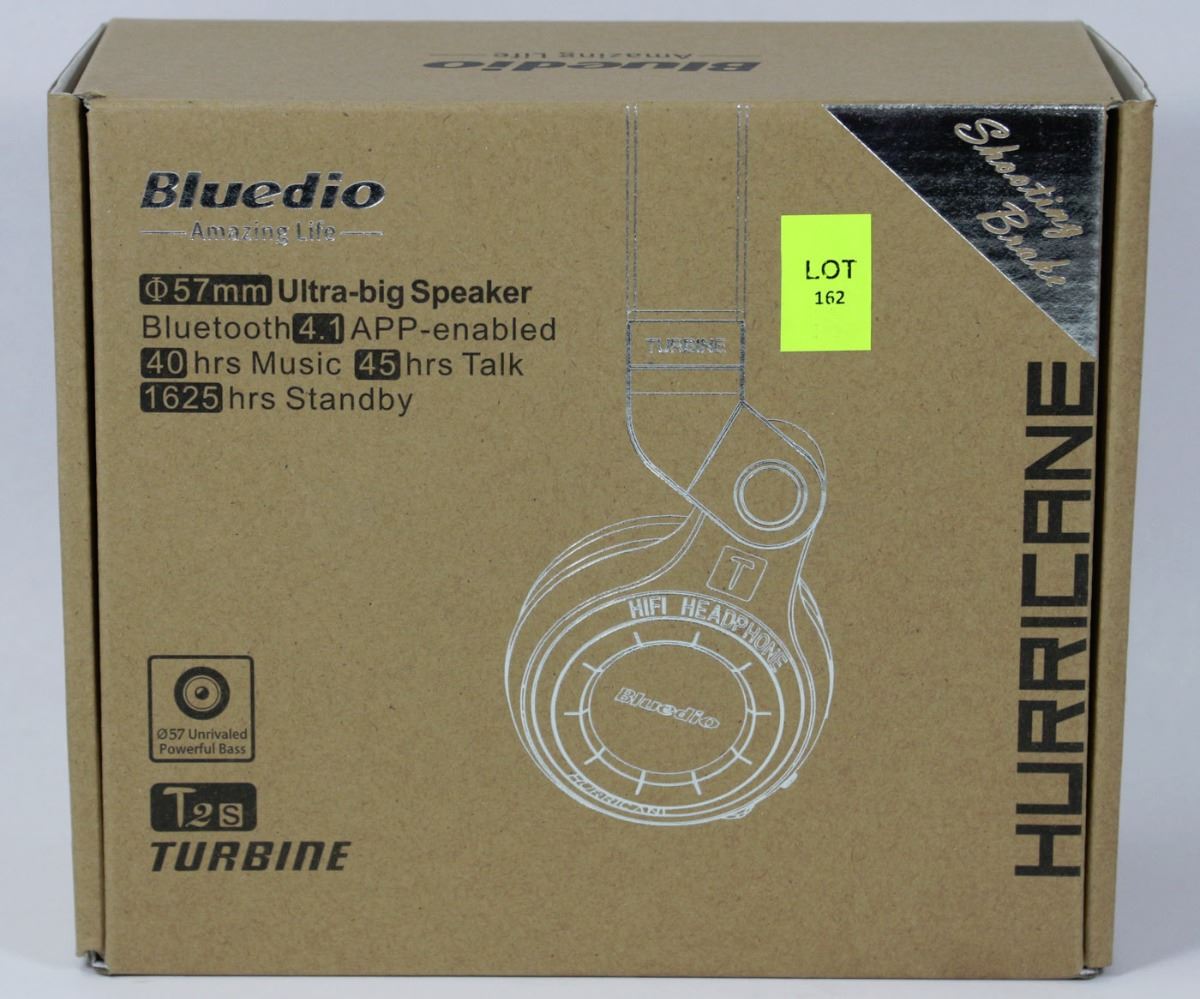 Bluedio
Amazing Life
Bluedio
Amazing Life
Φ57mm Ultra-big Speaker
Bluetooth 4.1 APP-enabled
40 hrs Music 45 hrs Talk
1625 hrs Standby
LOT
162
Shooting
Brake
TURBINE
T
HIFI HEADPHONE
Bluedio
HURRICANE
HURRICANE
Ø57 Unrivaled
Powerful Bass
T2s
TURBINE